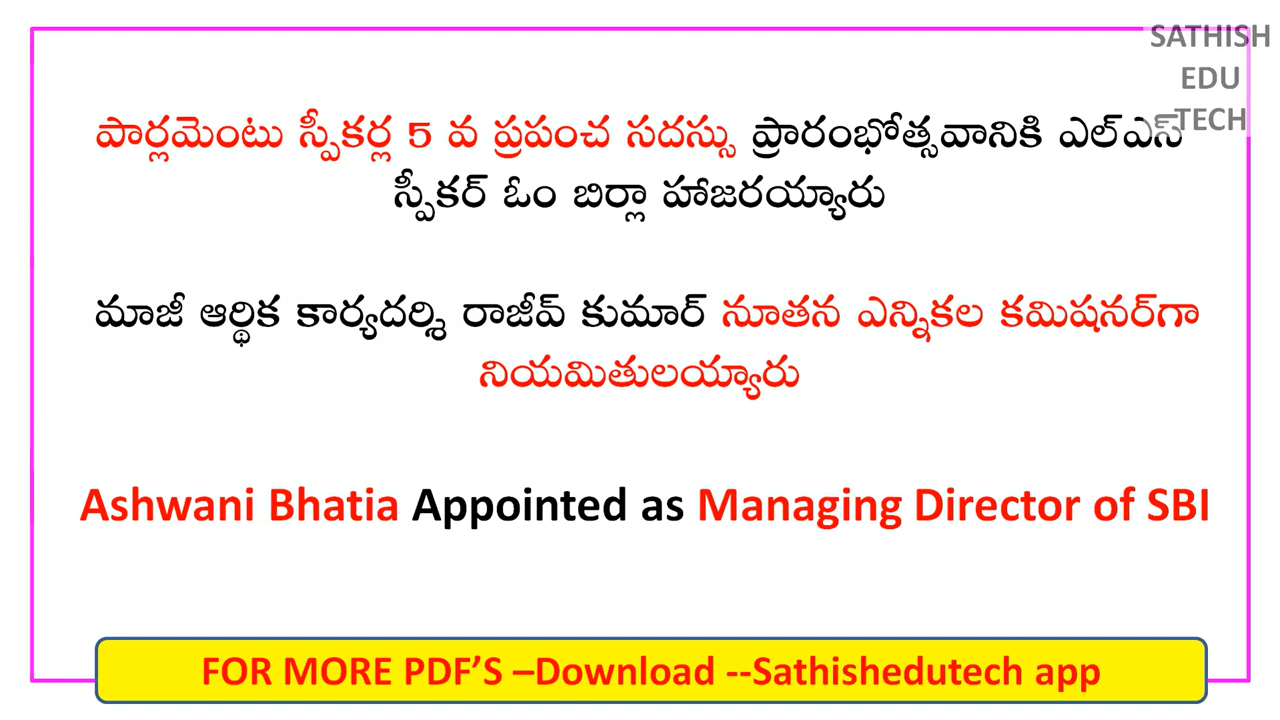 SATHISH
EDU
TECH
పార్లమెంటు స్పీకర్ల 5 వ ప్రపంచ సదస్సు ప్రారంభోత్సవానికి ఎల్ఎస్
స్పీకర్ ఓం బిర్లా హాజరయ్యారు
మాజీ ఆర్థిక కార్యదర్శి రాజీవ్ కుమార్ నూతన ఎన్నికల కమిషనర్‌గా
నియమితులయ్యారు
Ashwani Bhatia Appointed as Managing Director of SBI
FOR MORE PDF'S –Download --Sathishedutech app